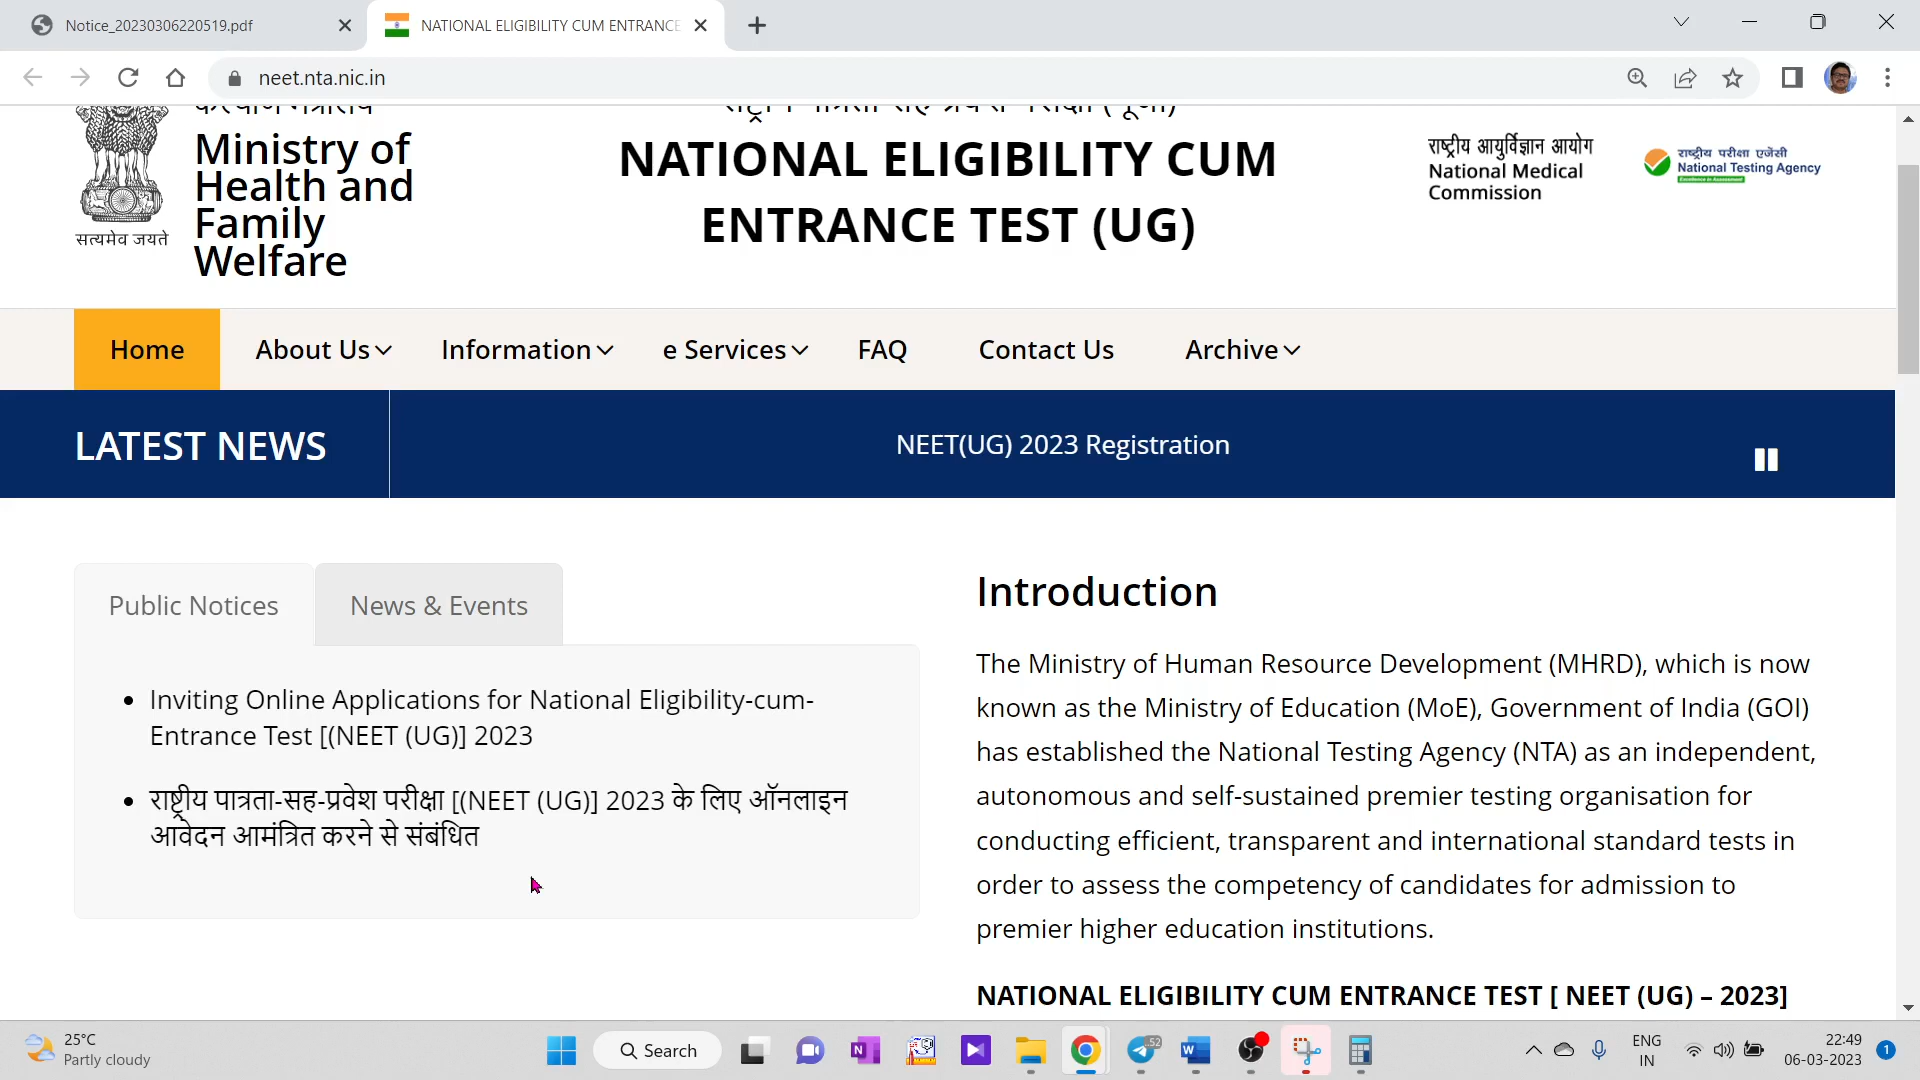 Notice_20230306220519.pdf
NATIONAL ELIGIBILITY CUM ENTRANCE
neet.nta.nic.in
Ministry of
Health and
Family
Welfare
सत्यमेव जयते
NATIONAL ELIGIBILITY CUM
ENTRANCE TEST (UG)
राष्ट्रीय आयुर्विज्ञान आयोग
National Medical
Commission
राष्ट्रीय परीक्षा एजेंसी
National Testing Agency
Excellence in Assessment
Home
About Us
Information
e Services
FAQ
Contact Us
Archive
LATEST NEWS
NEET(UG) 2023 Registration
Public Notices
News & Events
Inviting Online Applications for National Eligibility-cum-
Entrance Test [(NEET (UG)] 2023
राष्ट्रीय पात्रता-सह-प्रवेश परीक्षा [(NEET (UG)] 2023 के लिए ऑनलाइन
आवेदन आमंत्रित करने से संबंधित
Introduction
The Ministry of Human Resource Development (MHRD), which is now
known as the Ministry of Education (MoE), Government of India (GOI)
has established the National Testing Agency (NTA) as an independent,
autonomous and self-sustained premier testing organisation for
conducting efficient, transparent and international standard tests in
order to assess the competency of candidates for admission to
premier higher education institutions.
NATIONAL ELIGIBILITY CUM ENTRANCE TEST [ NEET (UG) – 2023]
25°C
Partly cloudy
Search
52
ENG
IN
22:49
06-03-2023
1